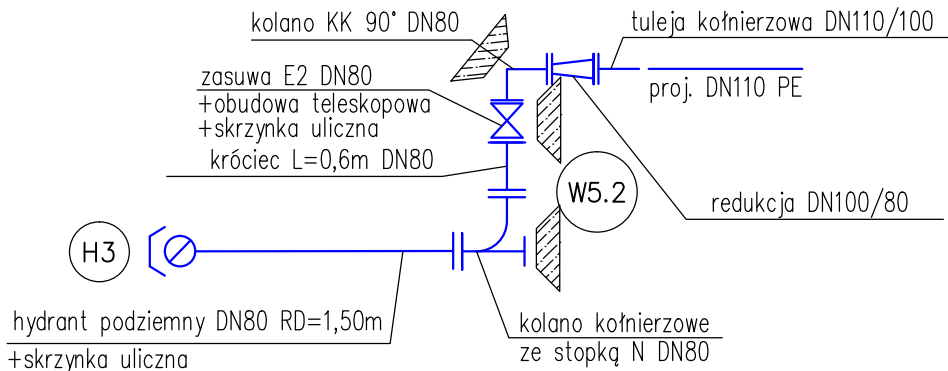 kolano KK 90° DN80
tuleja kołnierzowa DN110/100
zasuwa E2 DN80
+obudowa teleskopowa
+skrzynka uliczna
proj. DN110 PE
króciec L=0,6m DN80
W5.2
redukcja DN100/80
H3
hydrant podziemny DN80 RD=1,50m
+skrzynka uliczna
kolano kołnierzowe
ze stopką N DN80